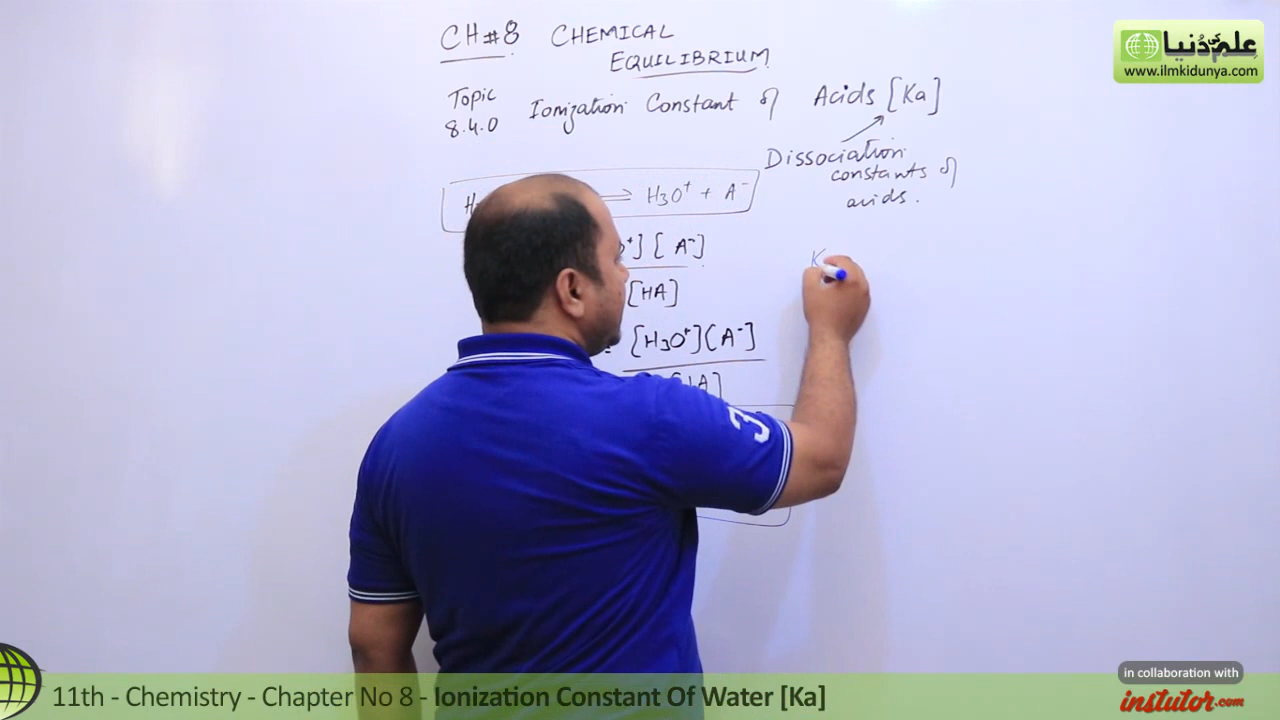 CH#8 CHEMICAL
EQUILIBRIUM
Topic
8.4.0
Ionization Constant of Acids [Ka]
Dissociation
constants of
acids.
⇌ H3O⁺ + A⁻
⁺] [A⁻]
[HA]
= [H3O⁺][A⁻]
K
3
علم کی دُنیا
www.ilmkidunya.com
11th - Chemistry - Chapter No 8 - Ionization Constant Of Water [Ka]
in collaboration with
instutor.com